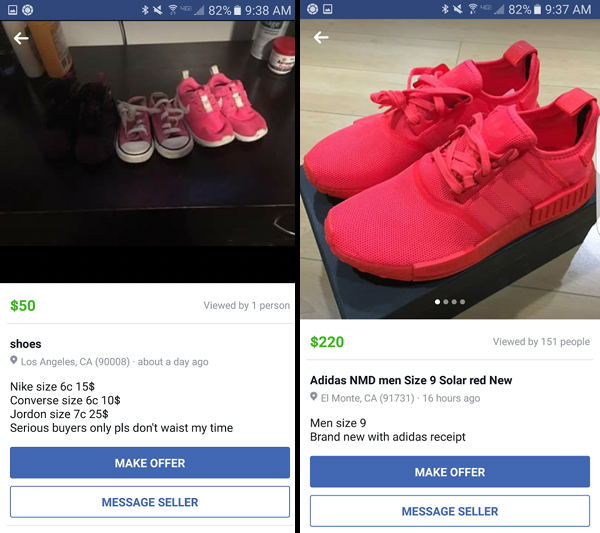 82% 9:38 AM
$50
Viewed by 1 person
shoes
Los Angeles, CA (90008) · about a day ago
Nike size 6c 15$
Converse size 6c 10$
Jordon size 7c 25$
Serious buyers only pls don't waist my time
MAKE OFFER
MESSAGE SELLER
82% 9:37 AM
$220
Viewed by 151 people
Adidas NMD men Size 9 Solar red New
El Monte, CA (91731) · 16 hours ago
Men size 9
Brand new with adidas receipt
MAKE OFFER
MESSAGE SELLER